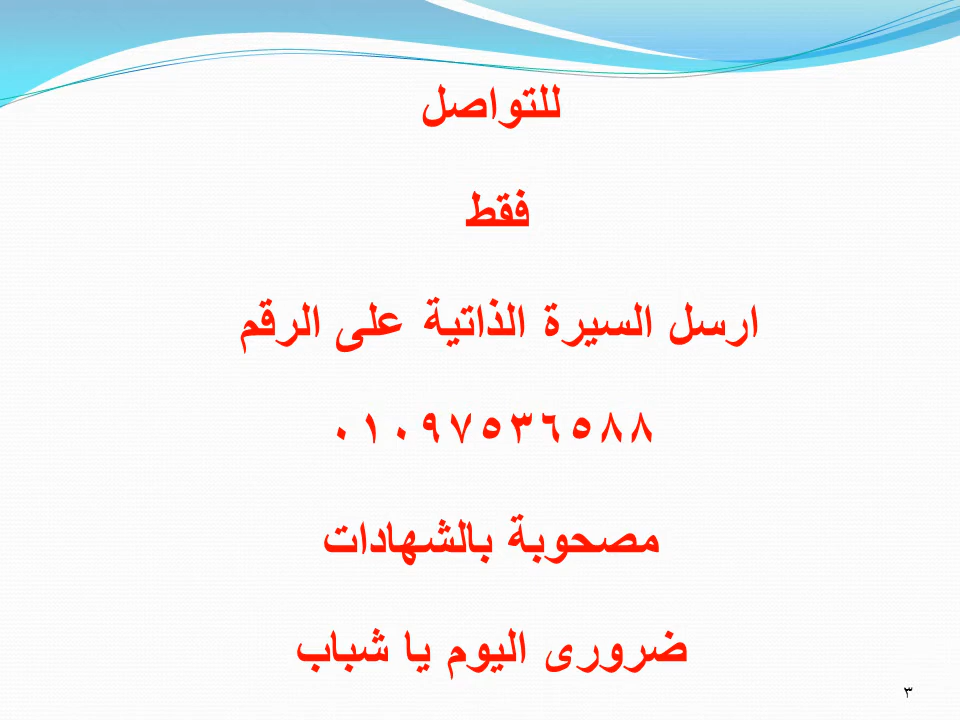 للتواصل
فقط
ارسل السيرة الذاتية على الرقم
٠١٠٩٧٥٣٦٥٨٨
مصحوبة بالشهادات
ضرورى اليوم يا شباب
٣